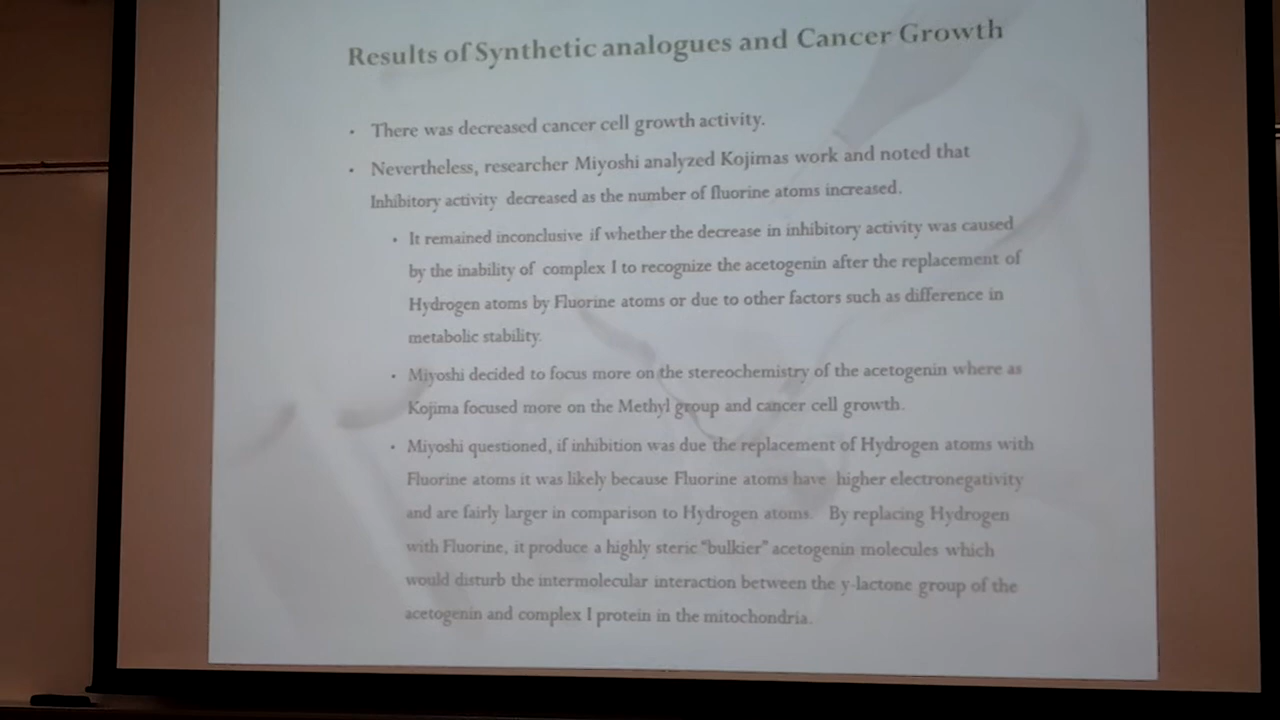 Results of Synthetic analogues and Cancer Growth
• There was decreased cancer cell growth activity.
• Nevertheless, researcher Miyoshi analyzed Kojimas work and noted that
Inhibitory activity decreased as the number of fluorine atoms increased.
• It remained inconclusive if whether the decrease in inhibitory activity was caused
by the inability of complex I to recognize the acetogenin after the replacement of
Hydrogen atoms by Fluorine atoms or due to other factors such as difference in
metabolic stability.
• Miyoshi decided to focus more on the stereochemistry of the acetogenin where as
Kojima focused more on the Methyl group and cancer cell growth.
• Miyoshi questioned, if inhibition was due the replacement of Hydrogen atoms with
Fluorine atoms it was likely because Fluorine atoms have higher electronegativity
and are fairly larger in comparison to Hydrogen atoms. By replacing Hydrogen
with Fluorine, it produce a highly steric "bulkier" acetogenin molecules which
would disturb the intermolecular interaction between the y-lactone group of the
acetogenin and complex I protein in the mitochondria.